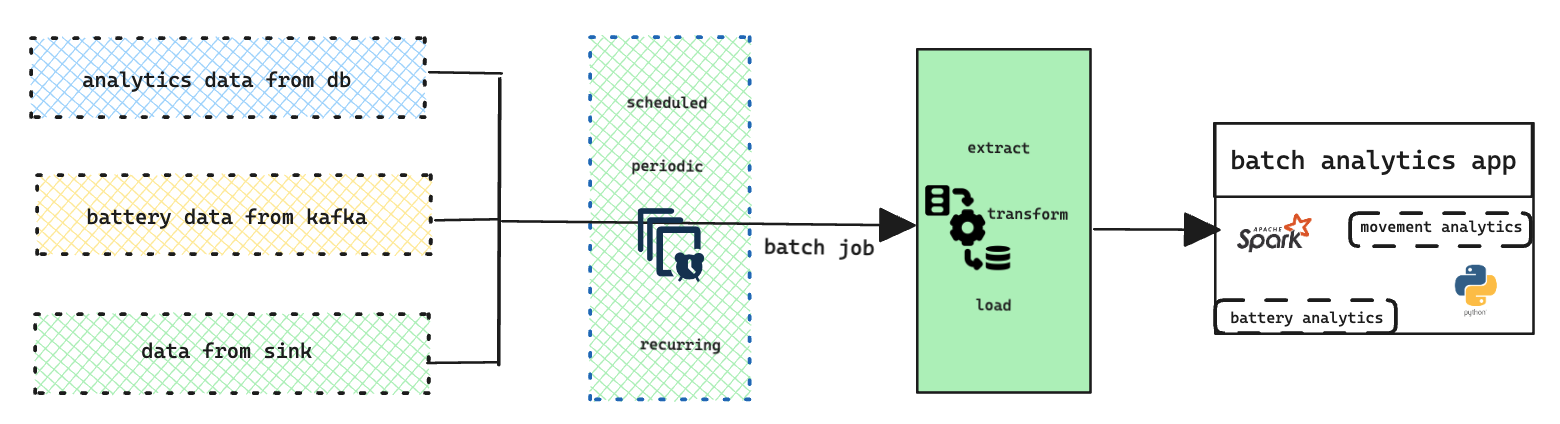 analytics data from db
battery data from kafka
data from sink
scheduled
periodic
recurring
batch job
extract
transform
load
batch analytics app
APACHE
Spark
movement analytics
python
battery analytics